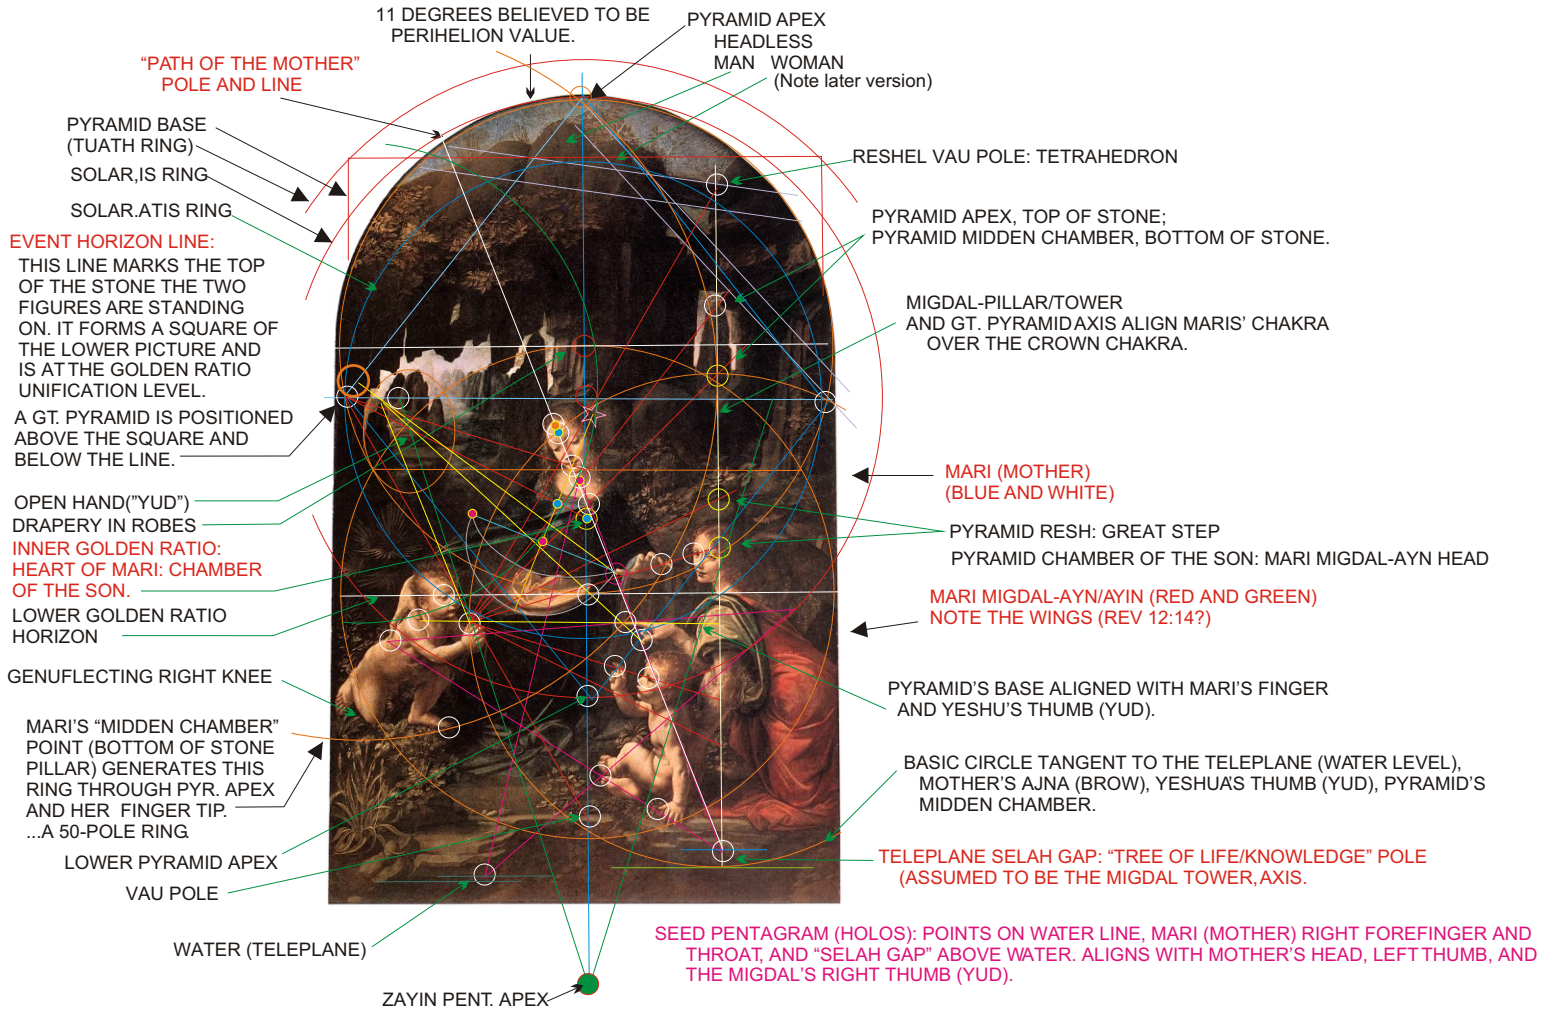 11 DEGREES BELIEVED TO BE
PERIHELION VALUE.
PYRAMID APEX
HEADLESS
MAN WOMAN
(Note later version)
"PATH OF THE MOTHER"
POLE AND LINE
PYRAMID BASE
(TUATH RING)
SOLAR,IS RING
SOLAR.ATIS RING
EVENT HORIZON LINE:
THIS LINE MARKS THE TOP
OF THE STONE THE TWO
FIGURES ARE STANDING
ON. IT FORMS A SQUARE OF
THE LOWER PICTURE AND
IS AT THE GOLDEN RATIO
UNIFICATION LEVEL.
A GT. PYRAMID IS POSITIONED
ABOVE THE SQUARE AND
BELOW THE LINE.
OPEN HAND("YUD")
DRAPERY IN ROBES
INNER GOLDEN RATIO:
HEART OF MARI: CHAMBER
OF THE SON.
LOWER GOLDEN RATIO
HORIZON
GENUFLECTING RIGHT KNEE
MARI'S "MIDDEN CHAMBER"
POINT (BOTTOM OF STONE
PILLAR) GENERATES THIS
RING THROUGH PYR. APEX
AND HER FINGER TIP.
...A 50-POLE RING
LOWER PYRAMID APEX
VAU POLE
WATER (TELEPLANE)
ZAYIN PENT. APEX
RESHEL VAU POLE: TETRAHEDRON
PYRAMID APEX, TOP OF STONE;
PYRAMID MIDDEN CHAMBER, BOTTOM OF STONE.
MIGDAL-PILLAR/TOWER
AND GT. PYRAMID AXIS ALIGN MARIS' CHAKRA
OVER THE CROWN CHAKRA.
MARI (MOTHER)
(BLUE AND WHITE)
PYRAMID RESH: GREAT STEP
PYRAMID CHAMBER OF THE SON: MARI MIGDAL-AYN HEAD
MARI MIGDAL-AYN/AYIN (RED AND GREEN)
NOTE THE WINGS (REV 12:14?)
PYRAMID'S BASE ALIGNED WITH MARI'S FINGER
AND YESHU'S THUMB (YUD).
BASIC CIRCLE TANGENT TO THE TELEPLANE (WATER LEVEL),
MOTHER'S AJNA (BROW), YESHUA'S THUMB (YUD), PYRAMID'S
MIDDEN CHAMBER.
TELEPLANE SELAH GAP: "TREE OF LIFE/KNOWLEDGE" POLE
(ASSUMED TO BE THE MIGDAL TOWER, AXIS.
SEED PENTAGRAM (HOLOS): POINTS ON WATER LINE, MARI (MOTHER) RIGHT FOREFINGER AND
THROAT, AND "SELAH GAP" ABOVE WATER. ALIGNS WITH MOTHER'S HEAD, LEFT THUMB, AND
THE MIGDAL'S RIGHT THUMB (YUD).